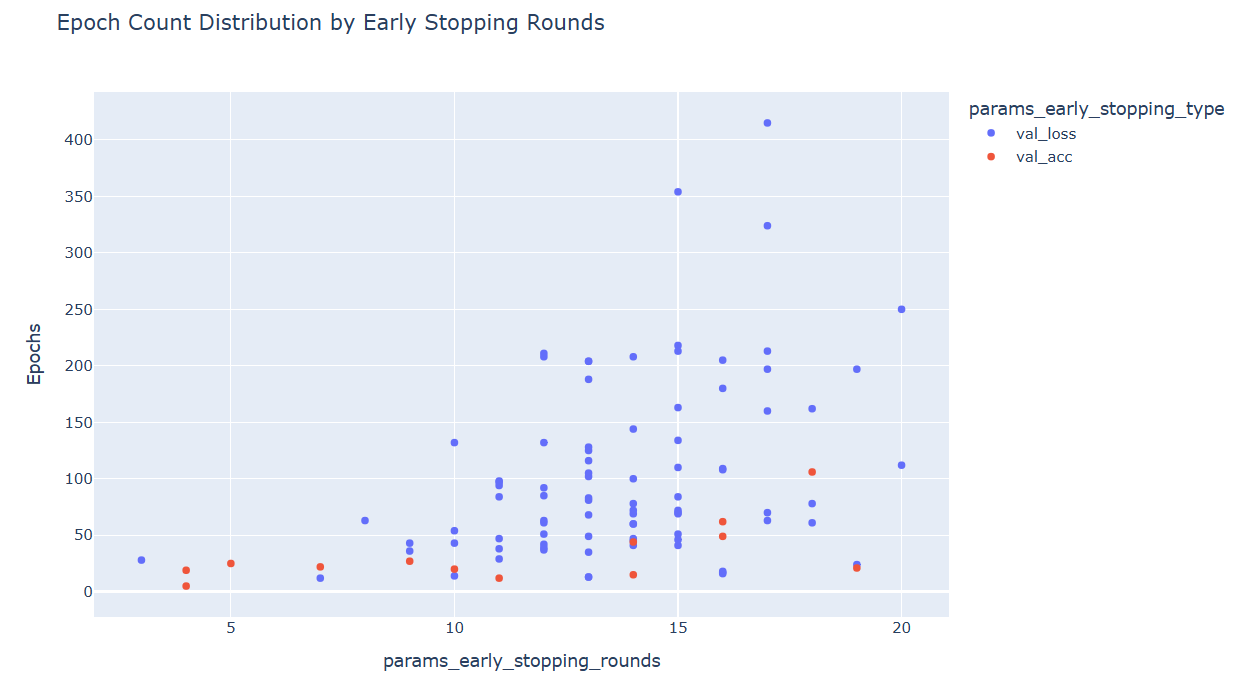 Epoch Count Distribution by Early Stopping Rounds
params_early_stopping_type
val_loss
val_acc
Epochs
400
350
300
250
200
150
100
50
0
5
10
15
20
params_early_stopping_rounds